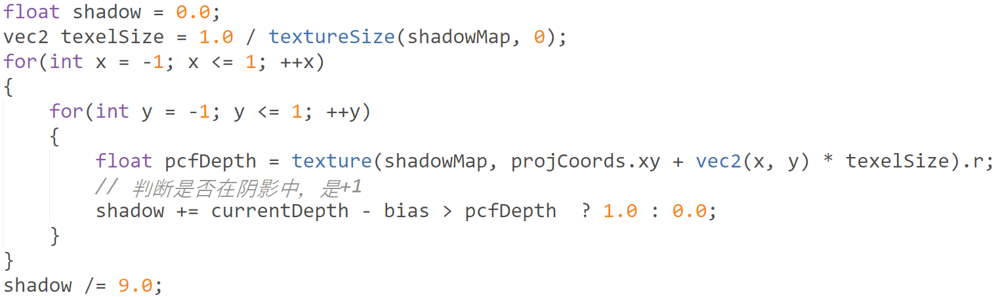 float shadow = 0.0;
vec2 texelSize = 1.0 / textureSize(shadowMap, 0);
for(int x = -1; x <= 1; ++x)
{
    for(int y = -1; y <= 1; ++y)
    {
        float pcfDepth = texture(shadowMap, projCoords.xy + vec2(x, y) * texelSize).r;
        // 判断是否在阴影中，是+1
        shadow += currentDepth - bias > pcfDepth  ? 1.0 : 0.0;
    }
}
shadow /= 9.0;